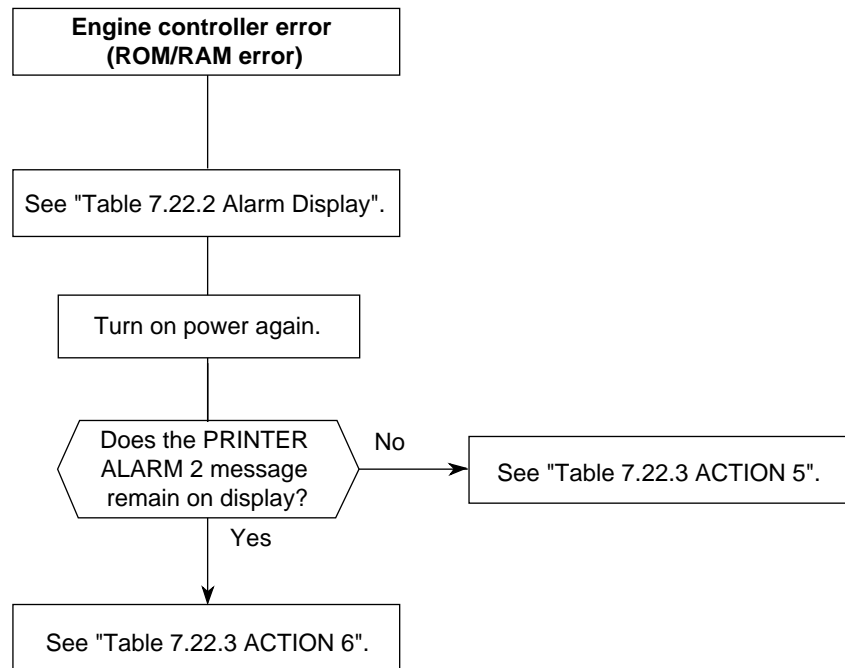 Engine controller error
(ROM/RAM error)
See "Table 7.22.2 Alarm Display".
Turn on power again.
Does the PRINTER
ALARM 2 message
remain on display?
No
See "Table 7.22.3 ACTION 5".
Yes
See "Table 7.22.3 ACTION 6".